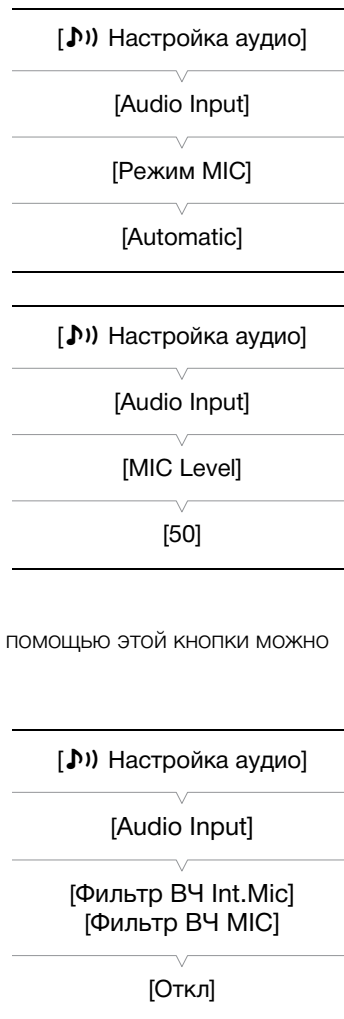 [♪)) Настройка аудио]
[Audio Input]
[Режим MIC]
[Automatic]
[♪)) Настройка аудио]
[Audio Input]
[MIC Level]
[50]
помощью этой кнопки можно
[♪)) Настройка аудио]
[Audio Input]
[Фильтр ВЧ Int.Mic]
[Фильтр ВЧ MIC]
[Откл]